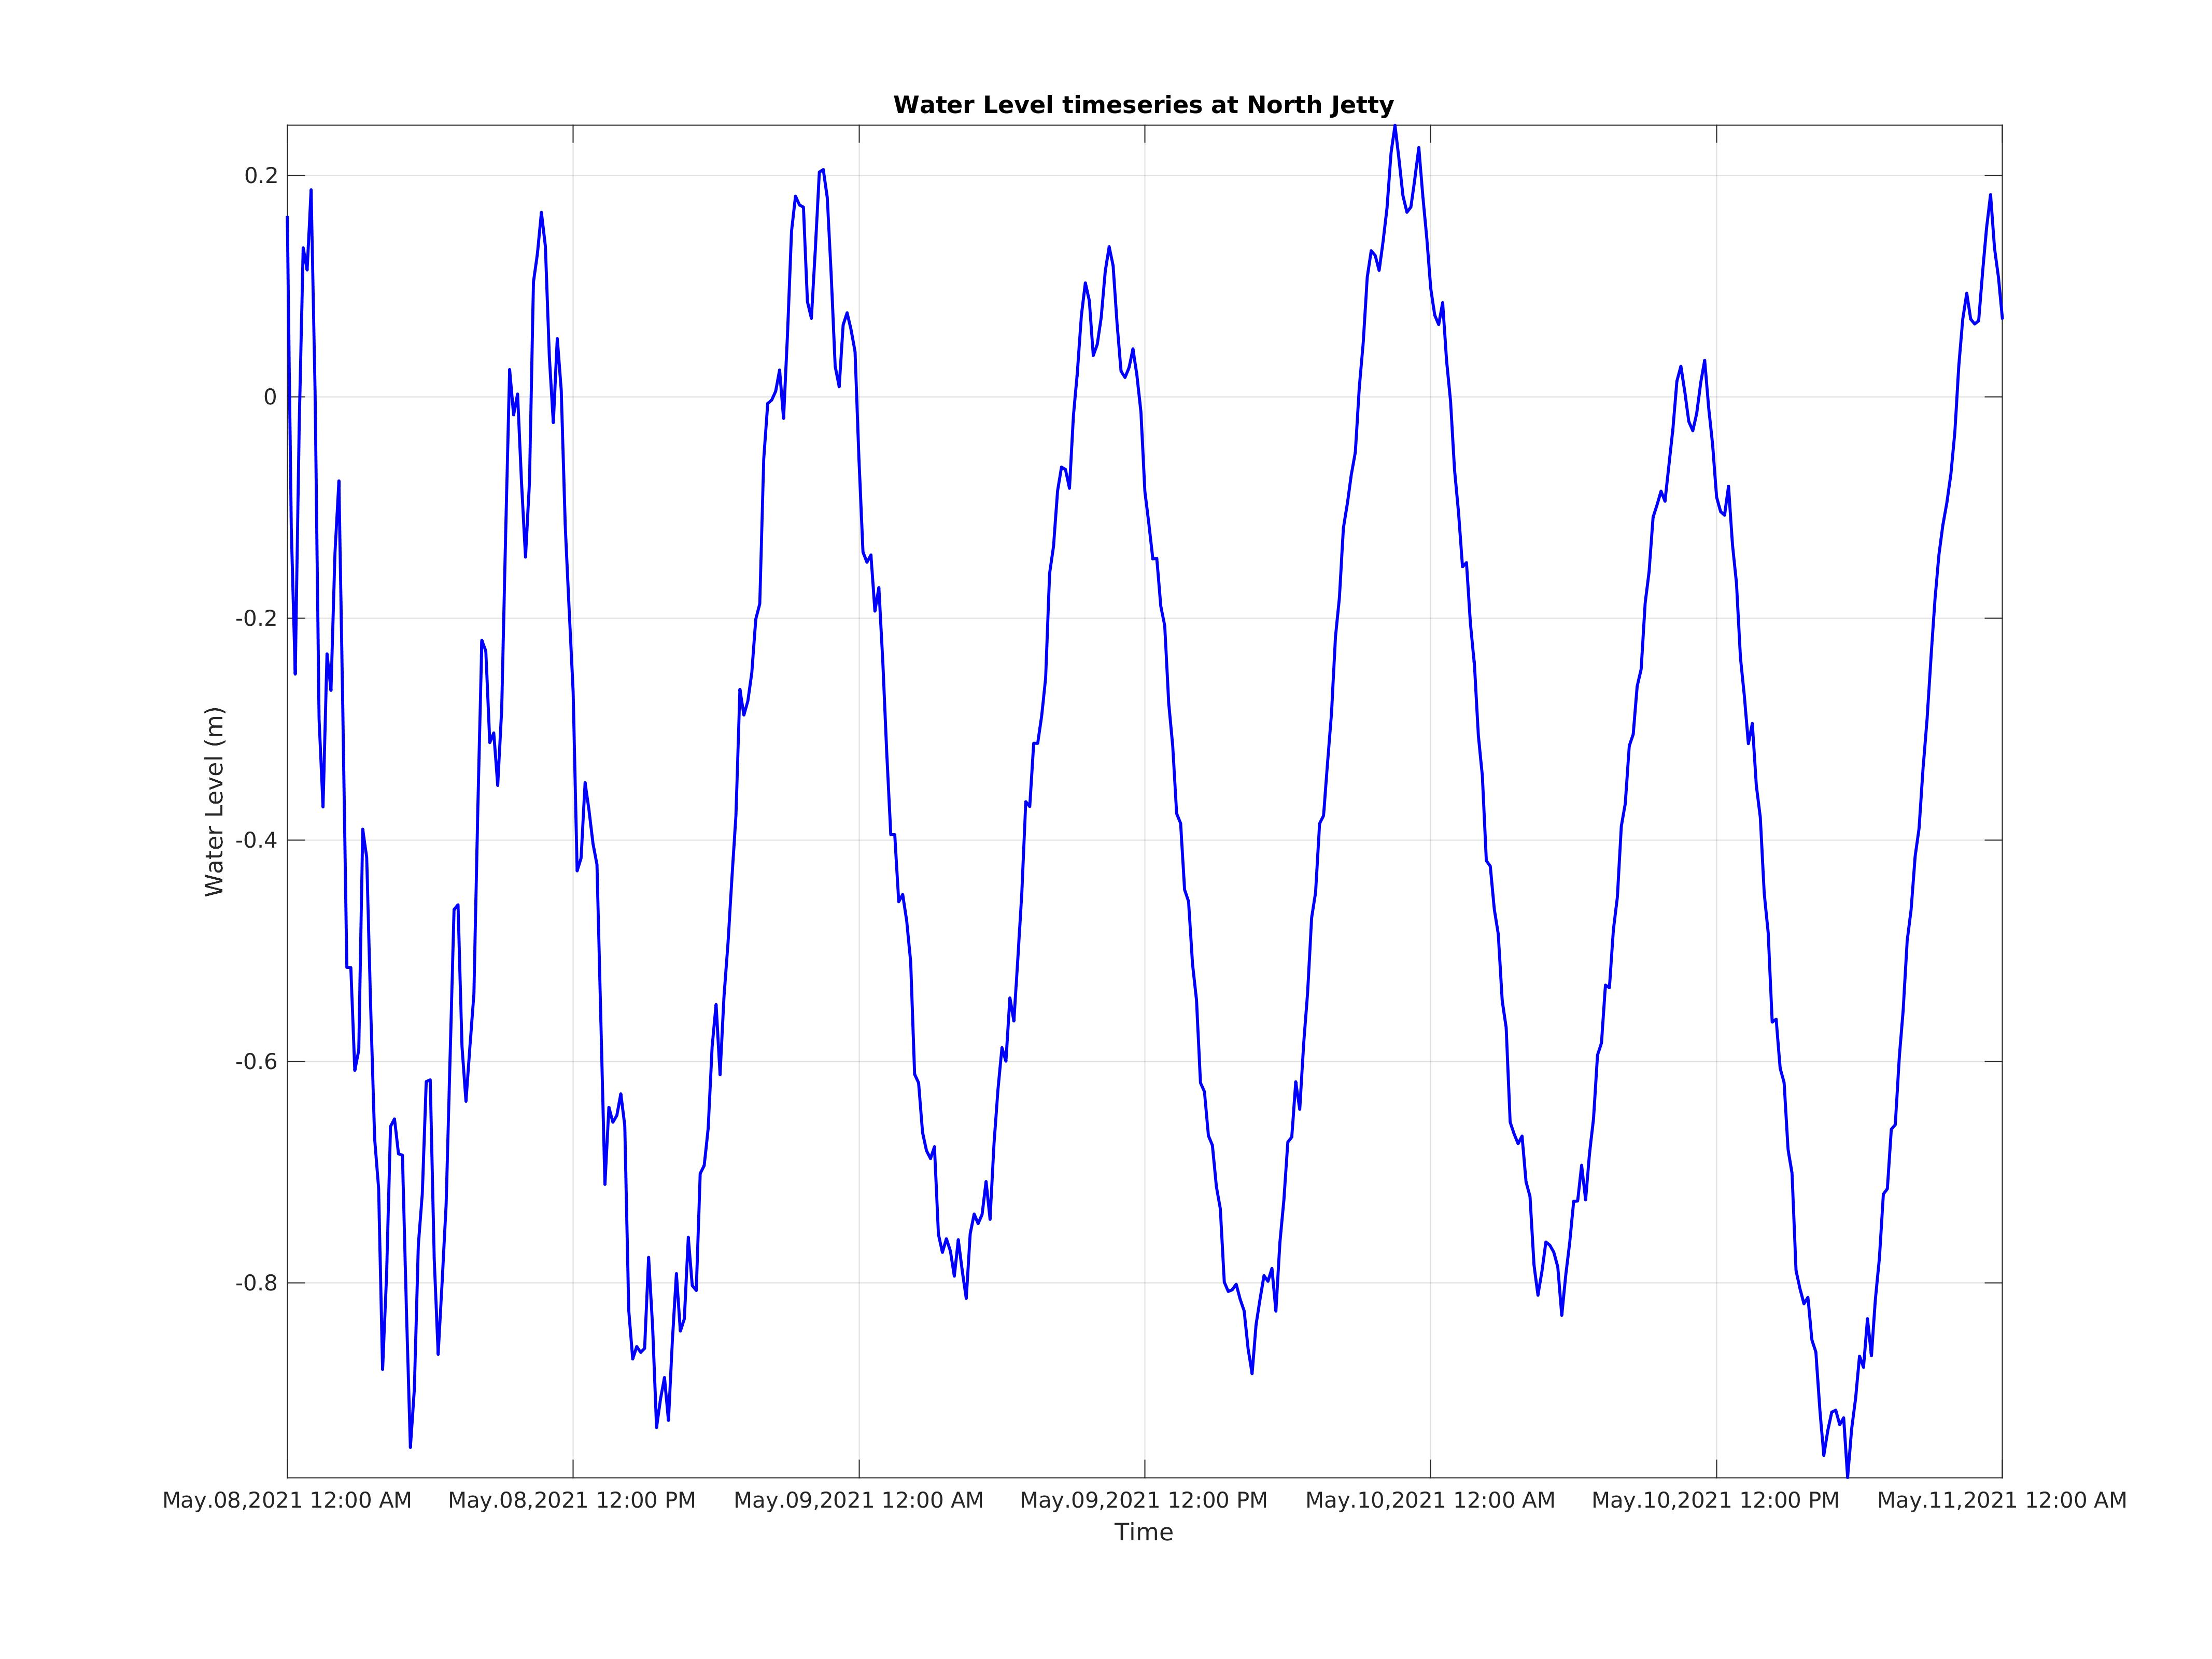 Water Level timeseries at North Jetty
0.2
0
-0.2
-0.4
-0.6
-0.8
Water Level (m)
May.08,2021 12:00 AM May.08,2021 12:00 PM May.09,2021 12:00 AM May.09,2021 12:00 PM May.10,2021 12:00 AM May.10,2021 12:00 PM May.11,2021 12:00 AM
Time